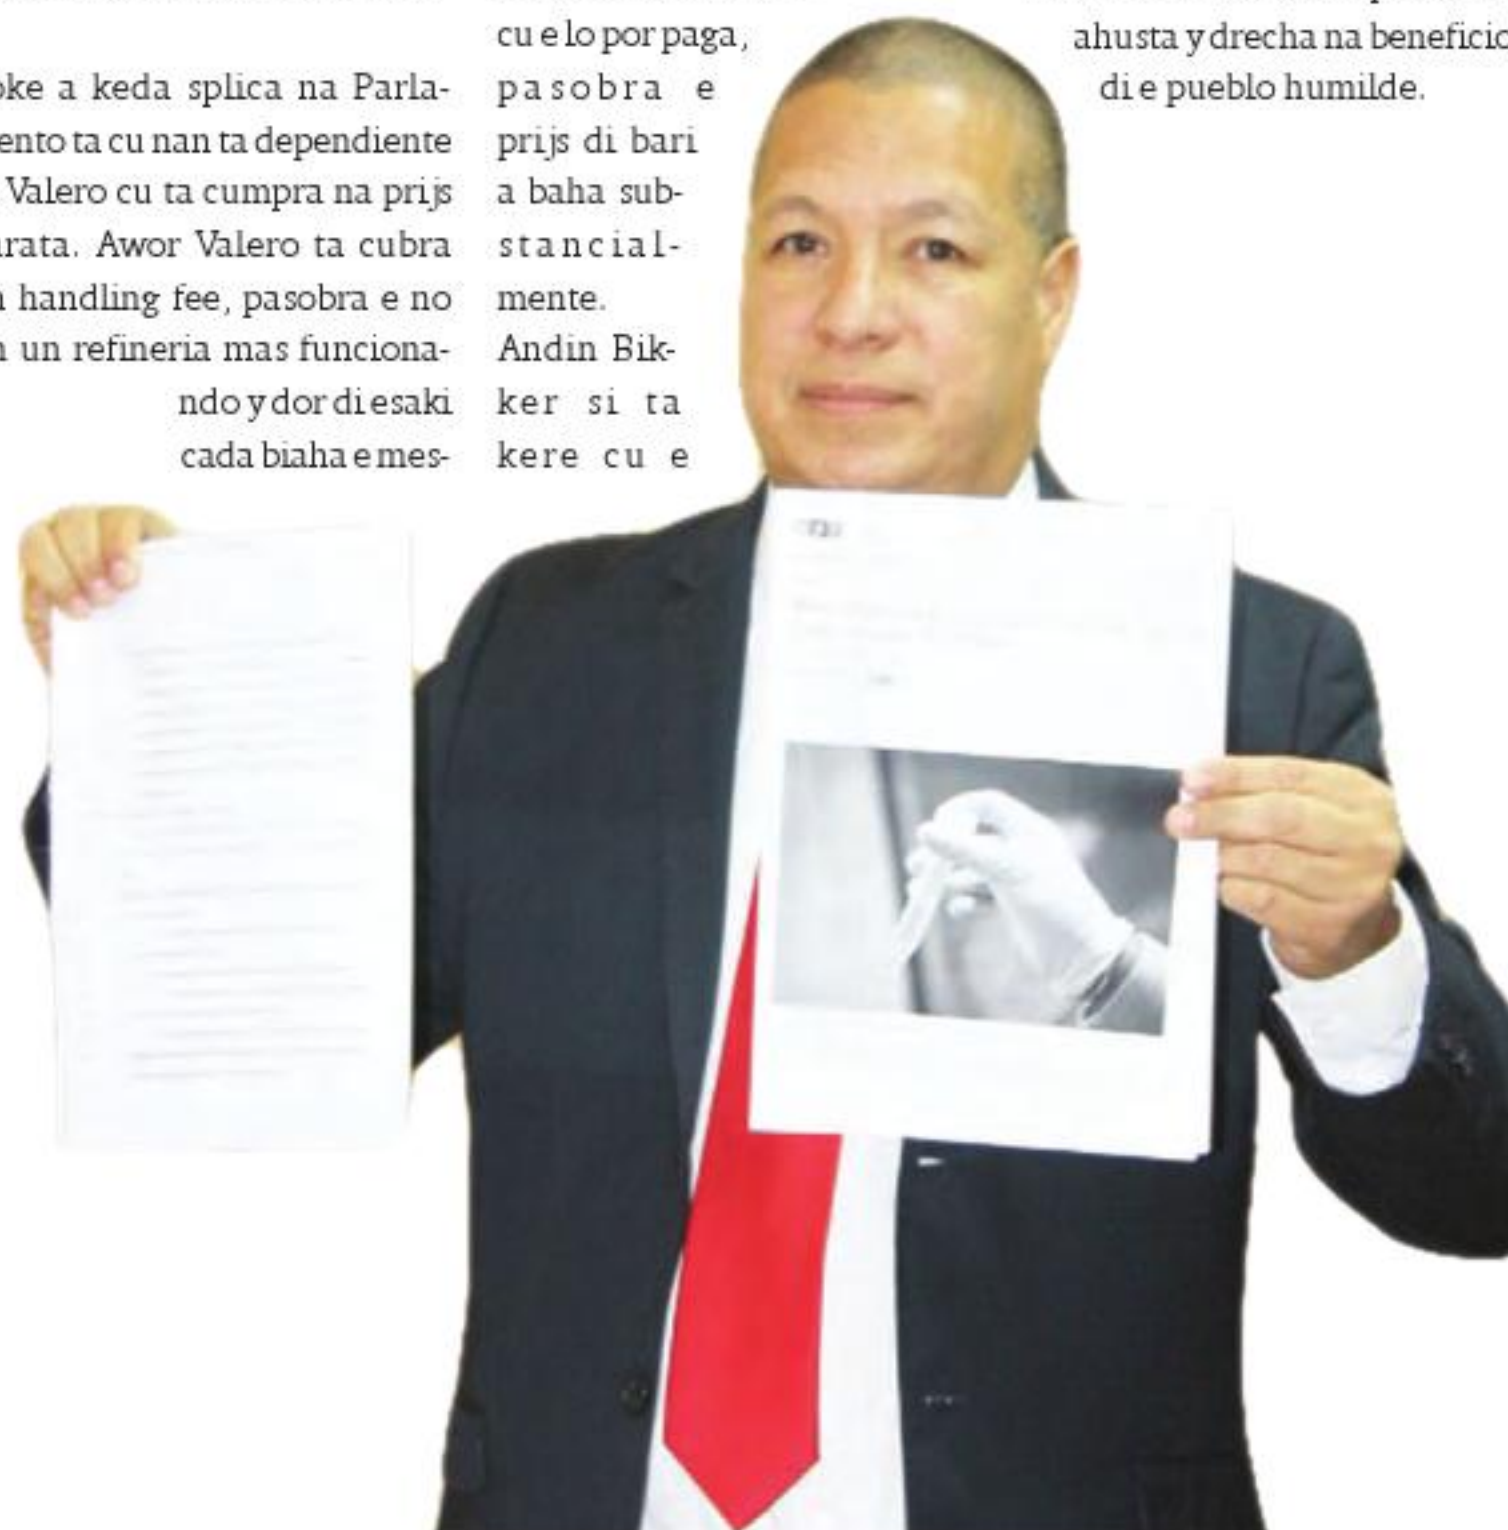 a keda splica na Parla-
ta cu nan ta dependiente
Valero cu ta cumpra na prijs
Awor Valero ta cubra
handling fee, pasobra e no
un refineria mas funciona-
ndo y dor di esaki
cada biaha e mes-
cu e lo por paga,
pasobra e
prijs di bari
a baha sub-
stancial-
mente.
Andin Bik-
ker si ta
kere cu e
ahusta y drecha na beneficio
di e pueblo humilde.